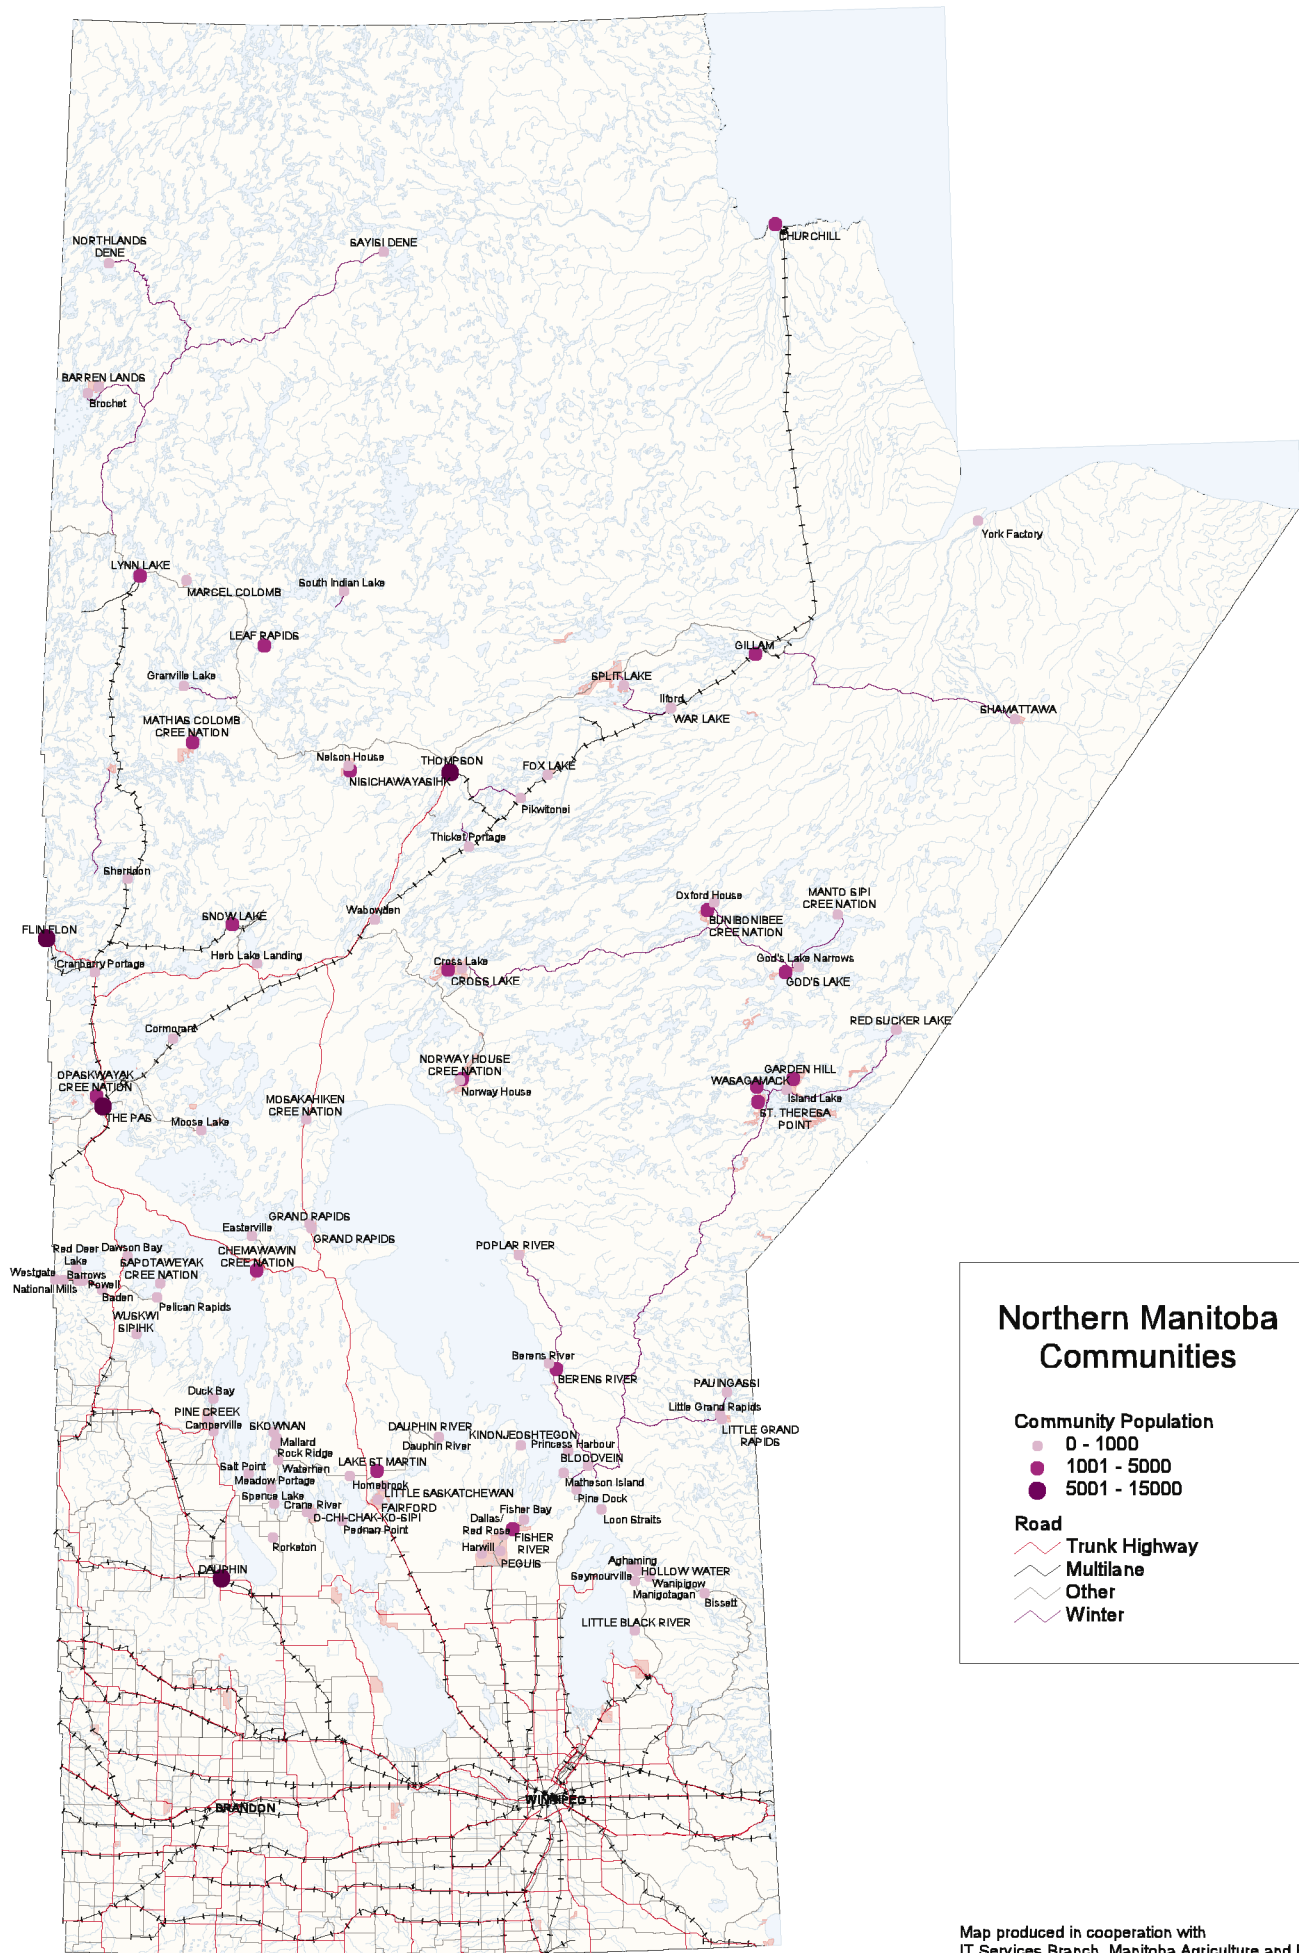 NORTHLANDS
DENE
SAYISI DENE
CHURCHILL
BARREN LANDS
Brochet
York Factory
LYNN LAKE
MARCEL COLOMB
South Indian Lake
LEAF RAPIDS
GILLAM
Granville Lake
SPLIT LAKE
Ilford
WAR LAKE
SHAMATTAWA
MATHIAS COLOMB
CREE NATION
Nelson House
NISICHAWAYASIHK
THOMPSON
FOX LAKE
Pikwitonei
Thicket Portage
Sherridon
Oxford House
BUNIBONIBEE
CREE NATION
MANTO SIPI
CREE NATION
SNOW LAKE
Wabowden
FLIN FLON
Herb Lake Landing
Cranberry Portage
Cross Lake
CROSS LAKE
God's Lake Narrows
GOD'S LAKE
Cormorant
RED SUCKER LAKE
OPASKWAYAK
CREE NATION
THE PAS
Moose Lake
MOSAKAHIKEN
CREE NATION
NORWAY HOUSE
CREE NATION
Norway House
GARDEN HILL
WASAGAMACK
Island Lake
ST. THERESA
POINT
Easterville
GRAND RAPIDS
GRAND RAPIDS
CHEMAWAWIN
CREE NATION
POPLAR RIVER
Red Deer
Lake
Dawson Bay
Westgate
Barrows
National Mills
Powell
Baden
SAPOTAWEYAK
CREE NATION
Pelican Rapids
WUSKWI
SIPIHK
Berens River
BERENS RIVER
PAUINGASSI
Little Grand Rapids
LITTLE GRAND
RAPIDS
Duck Bay
PINE CREEK
Camperville
SKOWNAN
Mallard
Rock Ridge
Waterhen
Salt Point
Meadow Portage
Spence Lake
Crane River
O-CHI-CHAK-KO-SIPI
Peonan Point
Rorketon
DAUPHIN RIVER
Dauphin River
LAKE ST MARTIN
Homebrook
LITTLE SASKATCHEWAN
FAIRFORD
KINONJEOSHTEGON
Princess Harbour
BLOODVEIN
Matheson Island
Pine Dock
Loon Straits
Fisher Bay
Dallas/
Red Rose
FISHER
RIVER
Harwill
PEGUIS
DAUPHIN
Aghaming
HOLLOW WATER
Seymourville
Wanipigow
Manigotagan
Bissett
LITTLE BLACK RIVER
BRANDON
WINNIPEG
Northern Manitoba
Communities
Community Population
0 - 1000
1001 - 5000
5001 - 15000
Road
Trunk Highway
Multilane
Other
Winter
Map produced in cooperation with
IT Services Branch, Manitoba Agriculture and